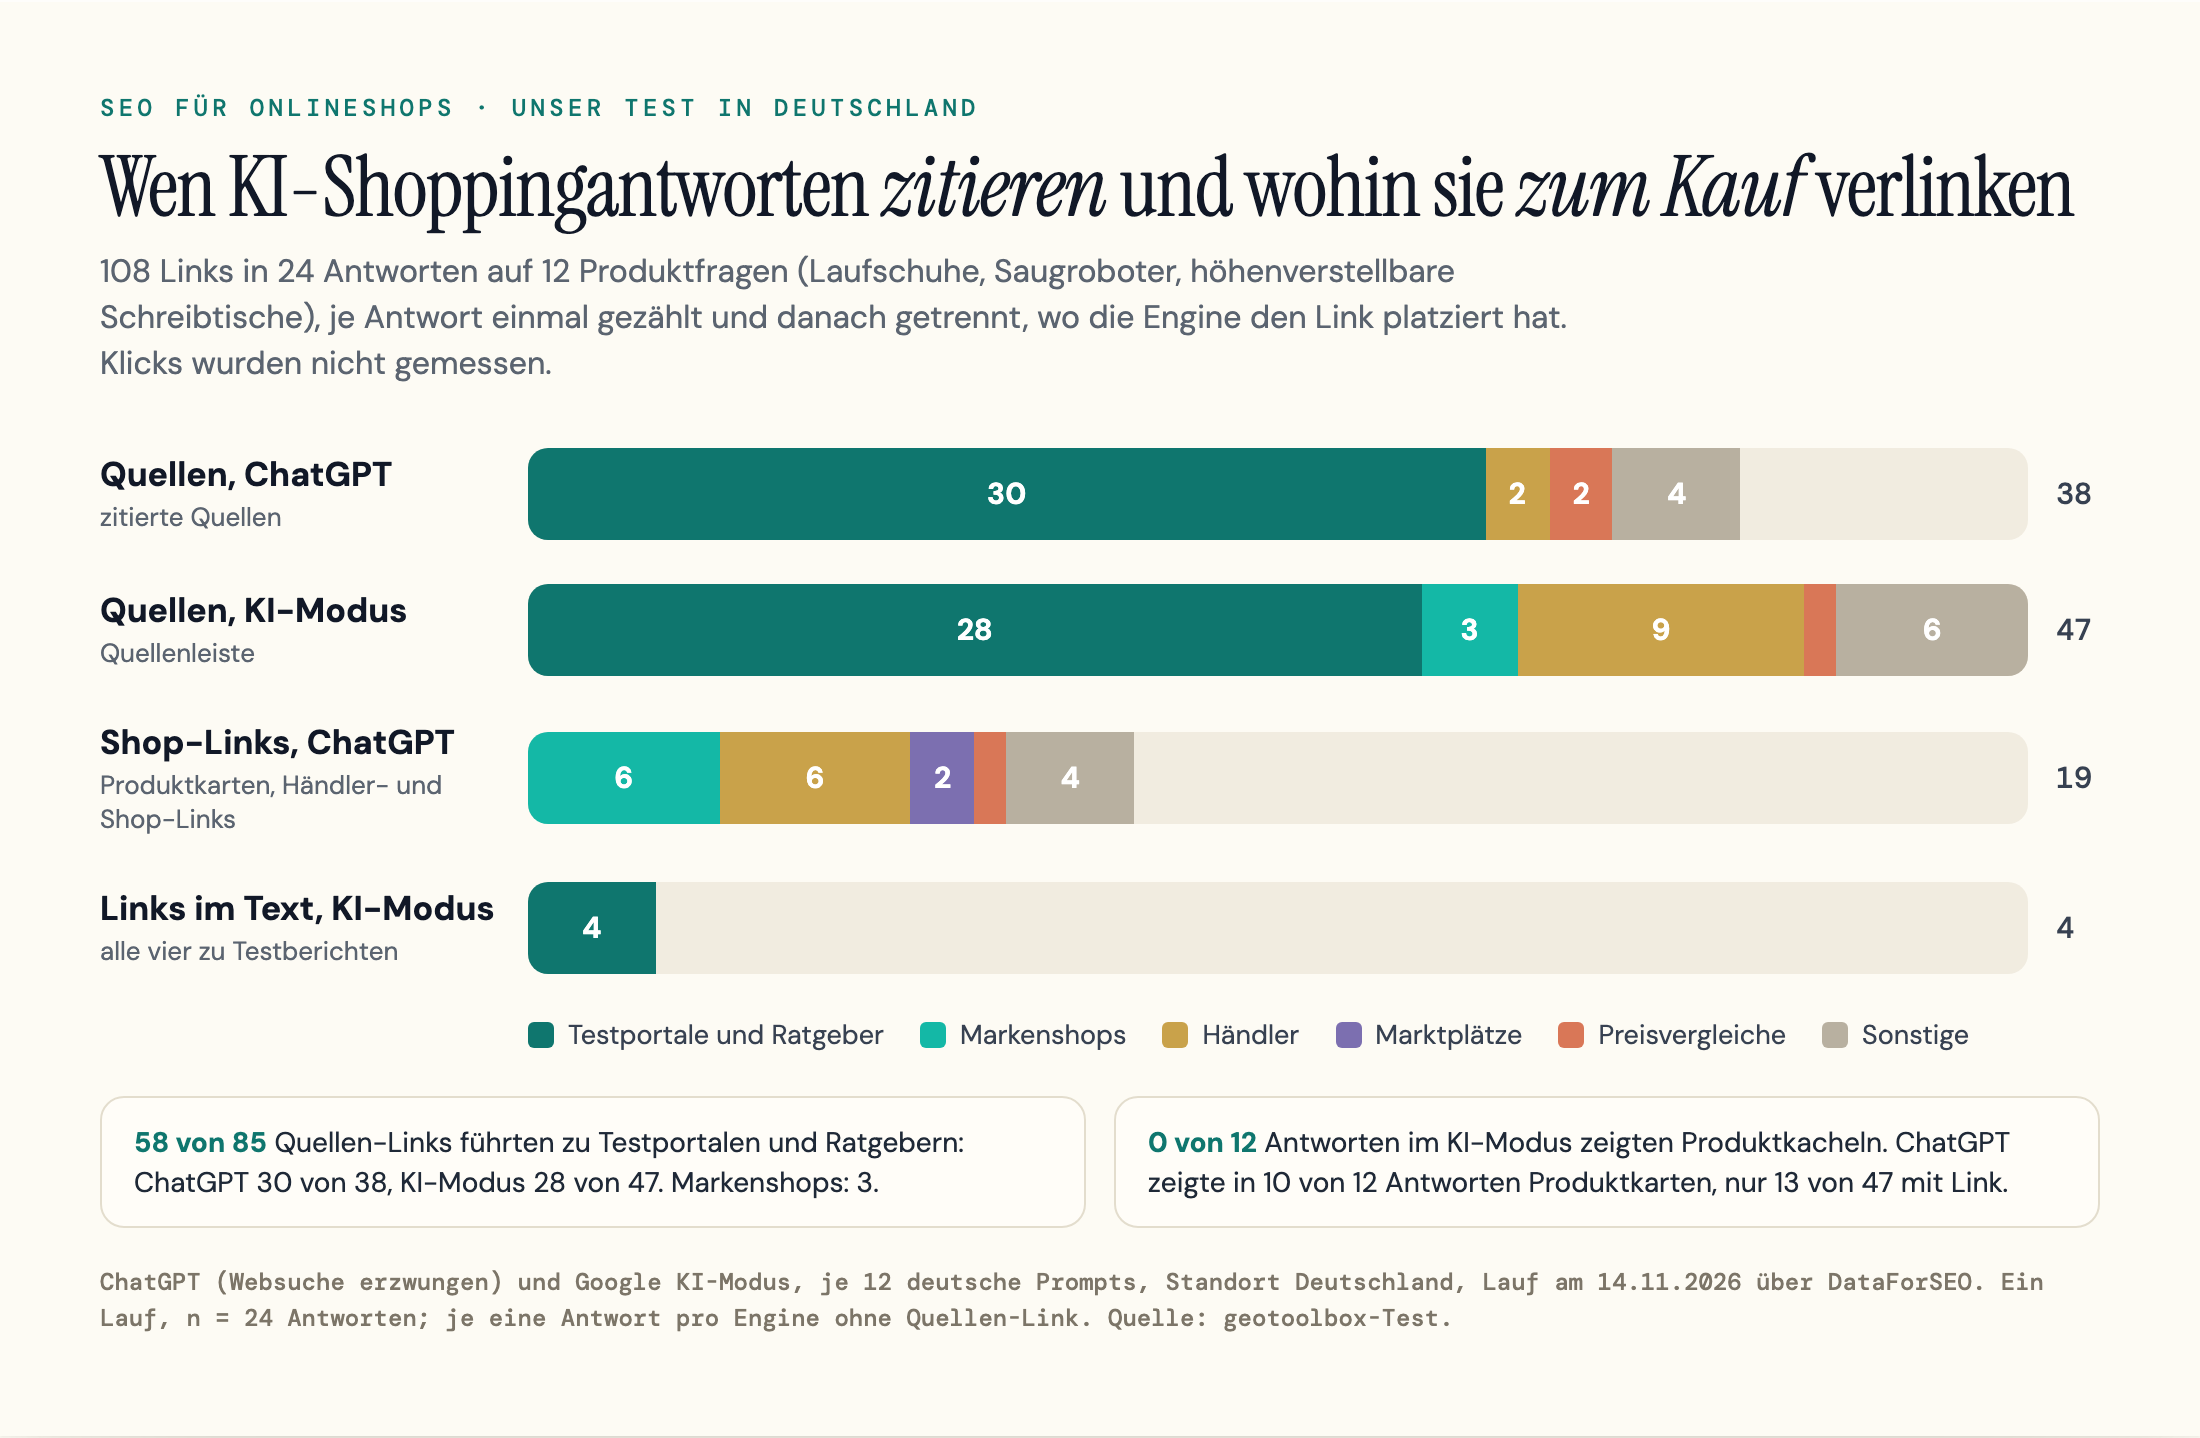 SEO FÜR ONLINESHOPS · UNSER TEST IN DEUTSCHLAND
Wen KI-Shoppingantworten zitieren und wohin sie zum Kauf verlinken
108 Links in 24 Antworten auf 12 Produktfragen (Laufschuhe, Saugroboter, höhenverstellbare
Schreibtische), je Antwort einmal gezählt und danach getrennt, wo die Engine den Link platziert hat.
Klicks wurden nicht gemessen.
Quellen, ChatGPT
zitierte Quellen
30 2 2 4 38
Quellen, KI-Modus
Quellenleiste
28 3 9 6 47
Shop-Links, ChatGPT
Produktkarten, Händler- und
Shop-Links
6 6 2 4 19
Links im Text, KI-Modus
alle vier zu Testberichten
4 4
Testportale und Ratgeber Markenshops Händler Marktplätze Preisvergleiche Sonstige
58 von 85 Quellen-Links führten zu Testportalen und Ratgebern:
ChatGPT 30 von 38, KI-Modus 28 von 47. Markenshops: 3.
0 von 12 Antworten im KI-Modus zeigten Produktkacheln. ChatGPT
zeigte in 10 von 12 Antworten Produktkarten, nur 13 von 47 mit Link.
ChatGPT (Websuche erzwungen) und Google KI-Modus, je 12 deutsche Prompts, Standort Deutschland, Lauf am 14.11.2026 über DataForSEO. Ein
Lauf, n = 24 Antworten; je eine Antwort pro Engine ohne Quellen-Link. Quelle: geotoolbox-Test.